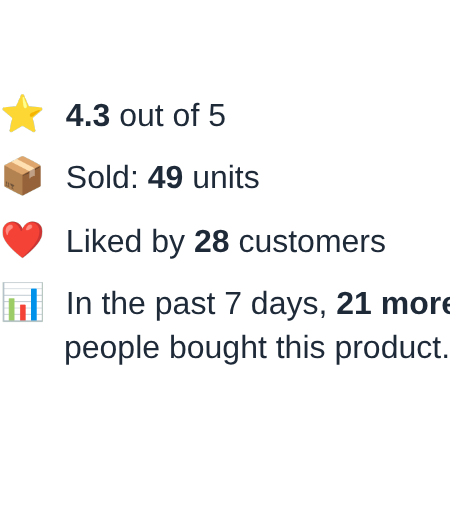 4.3 out of 5
Sold: 49 units
Liked by 28 customers
In the past 7 days, 21 more
people bought this product.